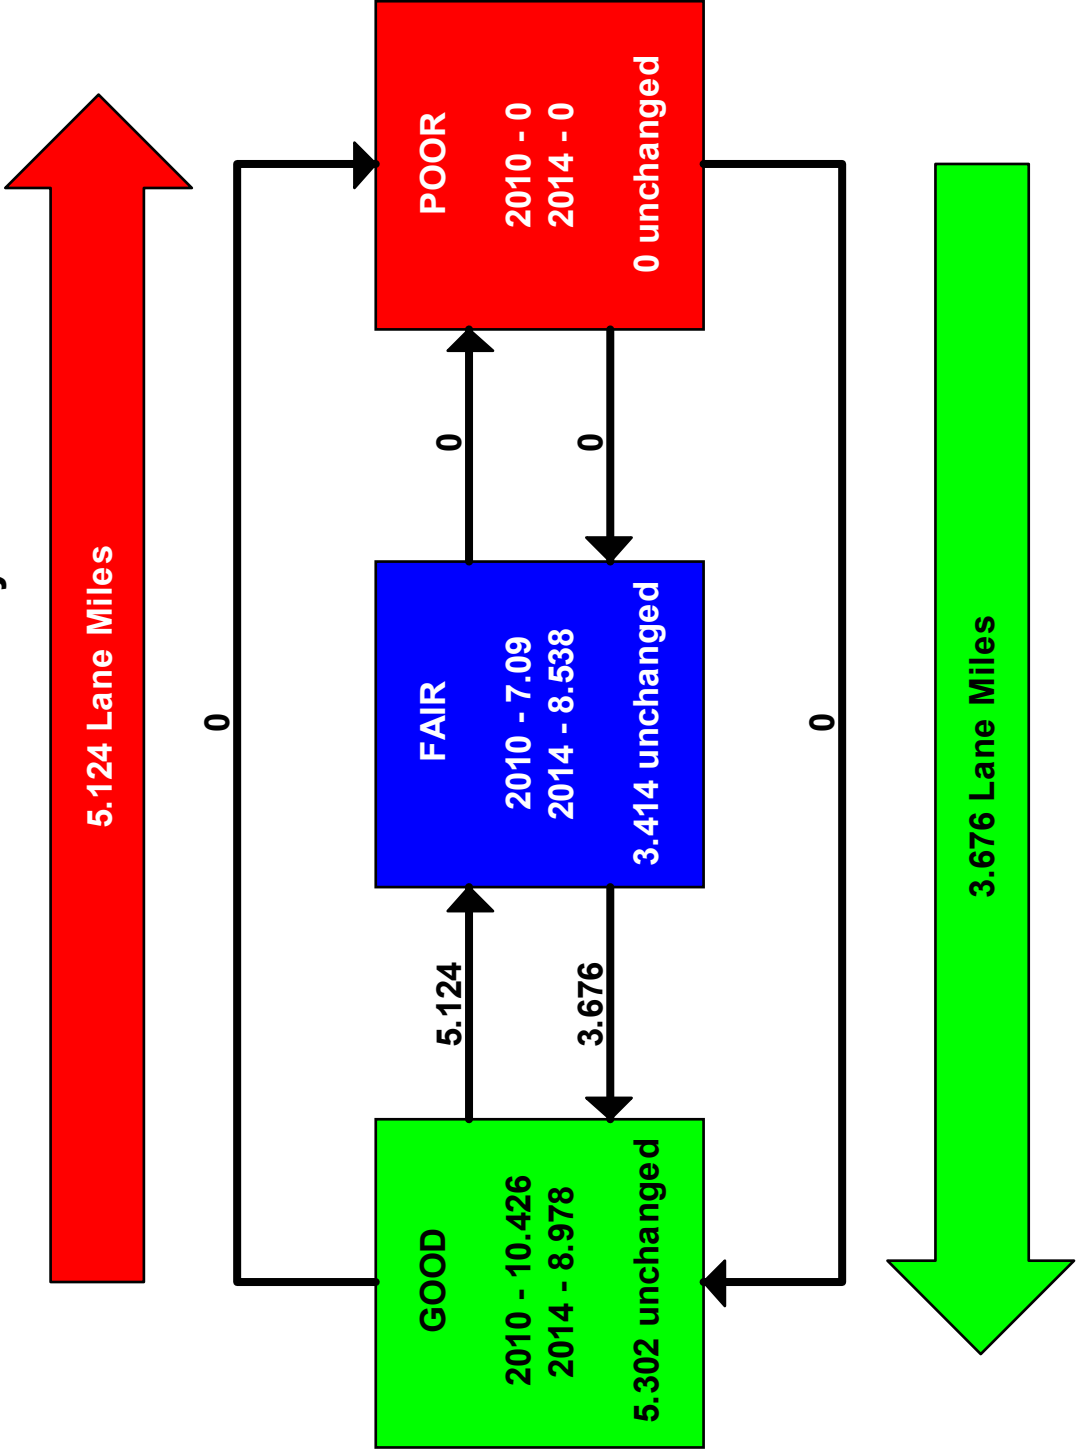 5.124 Lane Miles
0
GOOD
2010 - 10.426
2014 - 8.978
5.302 unchanged
5.124
3.676
FAIR
2010 - 7.09
2014 - 8.538
3.414 unchanged
0
0
POOR
2010 - 0
2014 - 0
0 unchanged
0
3.676 Lane Miles